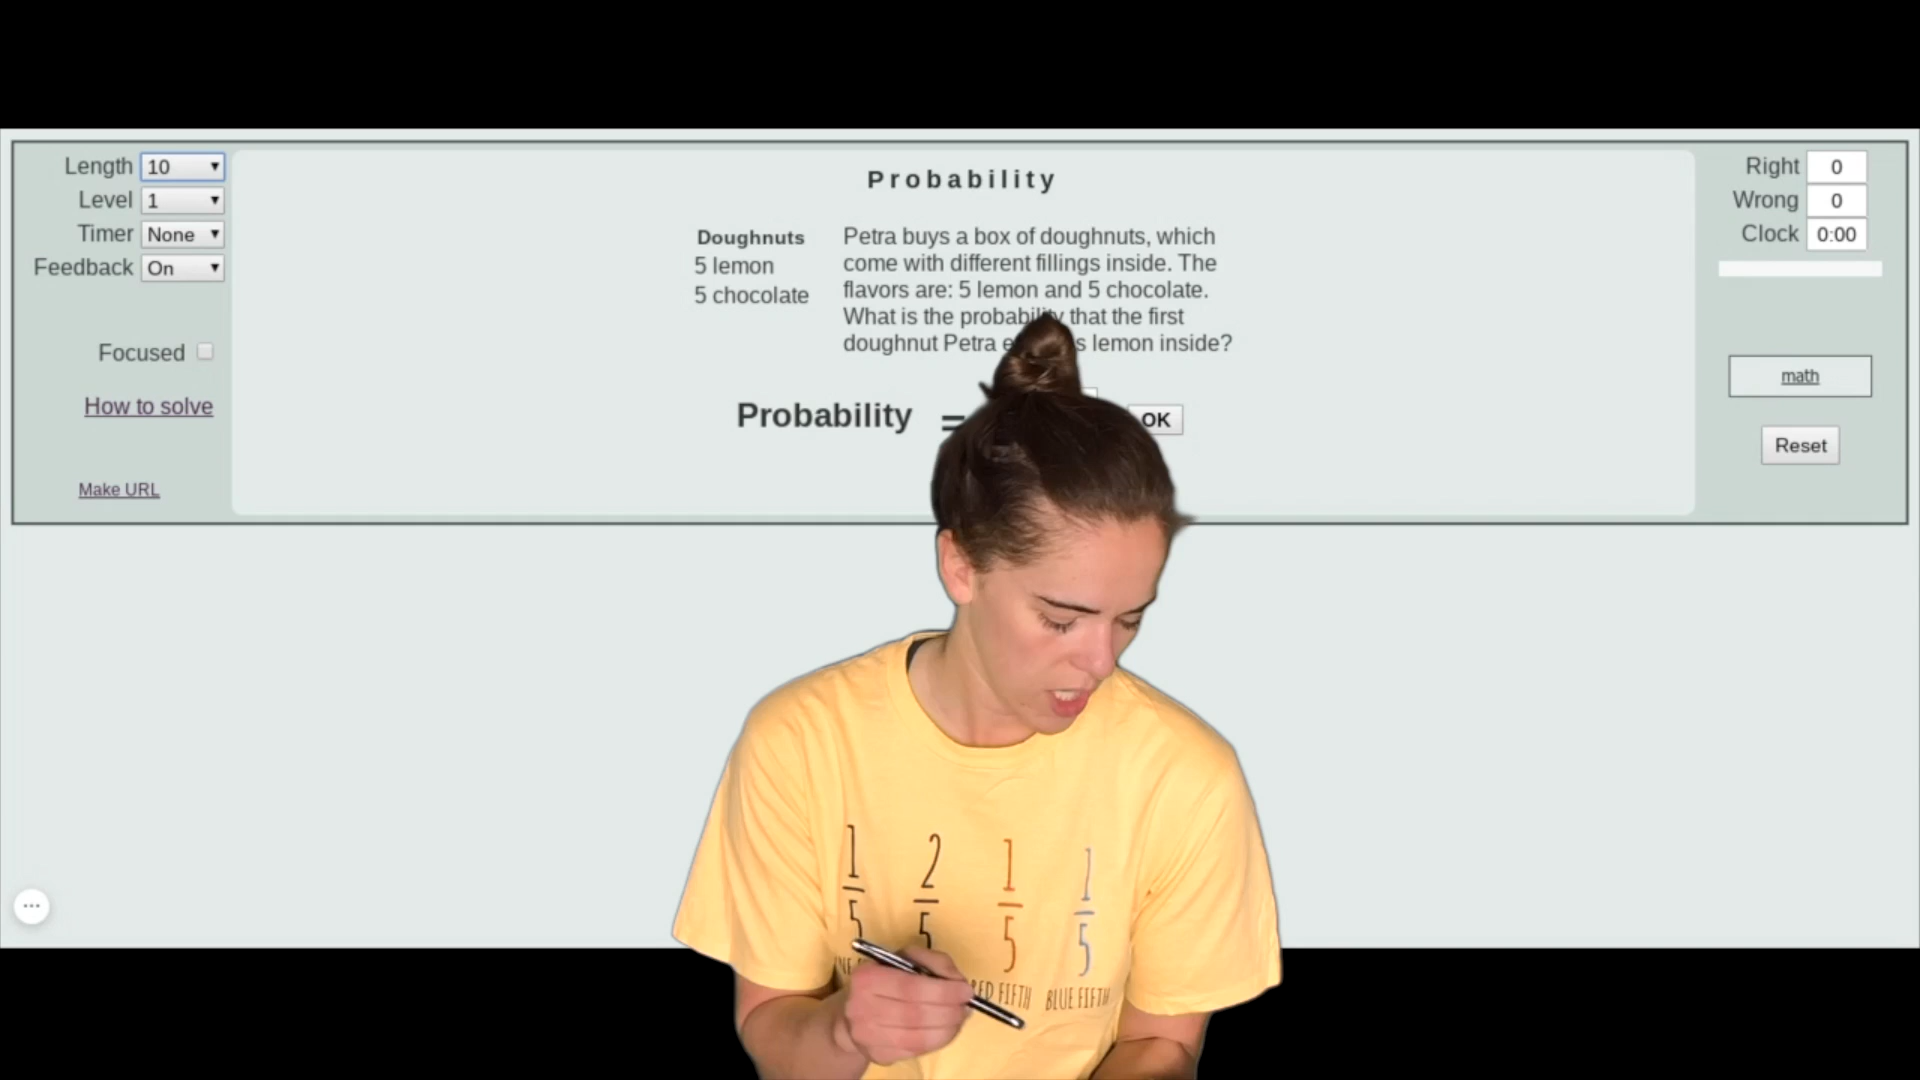 Length 10
Level 1
Timer None
Feedback On
Focused
How to solve
Make URL
Probability
Doughnuts
5 lemon
5 chocolate
Petra buys a box of doughnuts, which
come with different fillings inside. The
flavors are: 5 lemon and 5 chocolate.
What is the probability that the first
doughnut Petra lemon inside?
Probability =
OK
Right 0
Wrong 0
Clock 0:00
math
Reset
1 2 1 1
5 5 5 5
RED FIFTH BLUE FIFTH